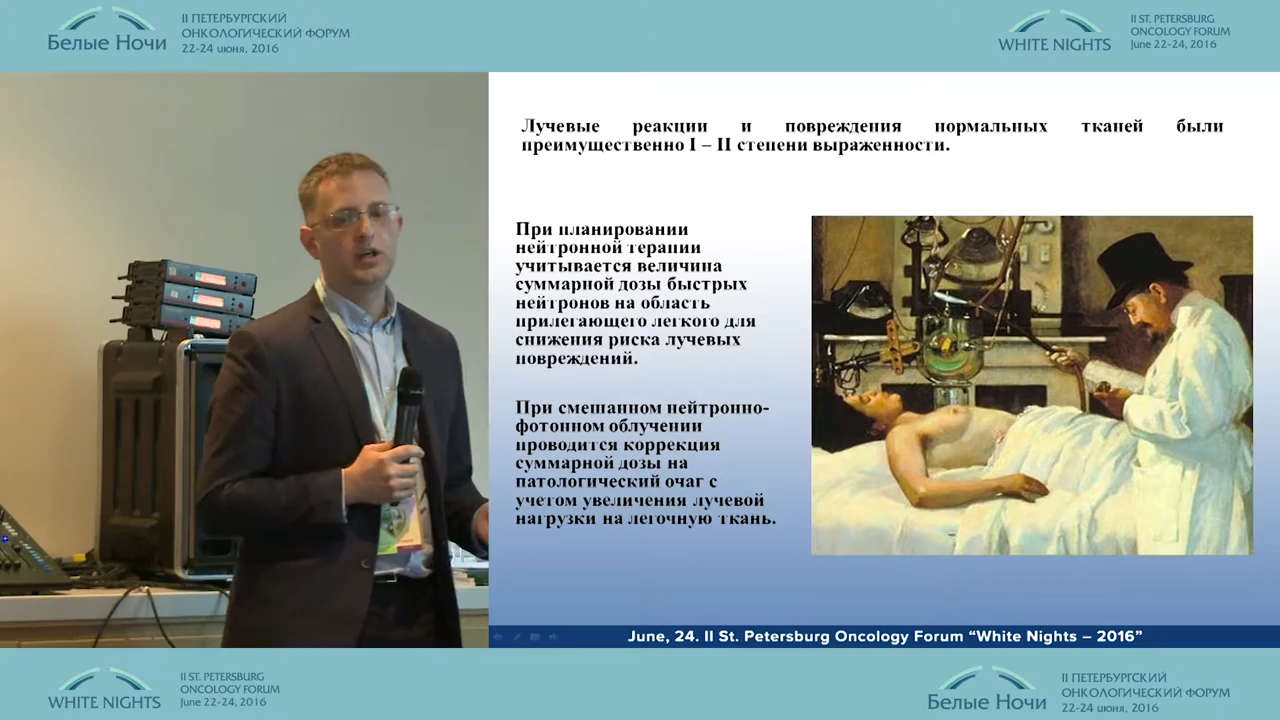 Белые Ночи
II ПЕТЕРБУРГСКИЙ
ОНКОЛОГИЧЕСКИЙ ФОРУМ
22-24 июня, 2016
WHITE NIGHTS
II ST. PETERSBURG
ONCOLOGY FORUM
June 22-24, 2016
Лучевые реакции и повреждения нормальных тканей были
преимущественно I – II степени выраженности.
При планировании
нейтронной терапии
учитывается величина
суммарной дозы быстрых
нейтронов на область
прилегающего легкого для
снижения риска лучевых
повреждений.
При смешанном нейтронно-
фотонном облучении
проводится коррекция
суммарной дозы на
патологический очаг с
учетом увеличения лучевой
нагрузки на легочную ткань.
June, 24. II St. Petersburg Oncology Forum “White Nights – 2016”
WHITE NIGHTS
II ST. PETERSBURG
ONCOLOGY FORUM
June 22-24, 2016
Белые Ночи
II ПЕТЕРБУРГСКИЙ
ОНКОЛОГИЧЕСКИЙ ФОРУМ
22-24 июня, 2016